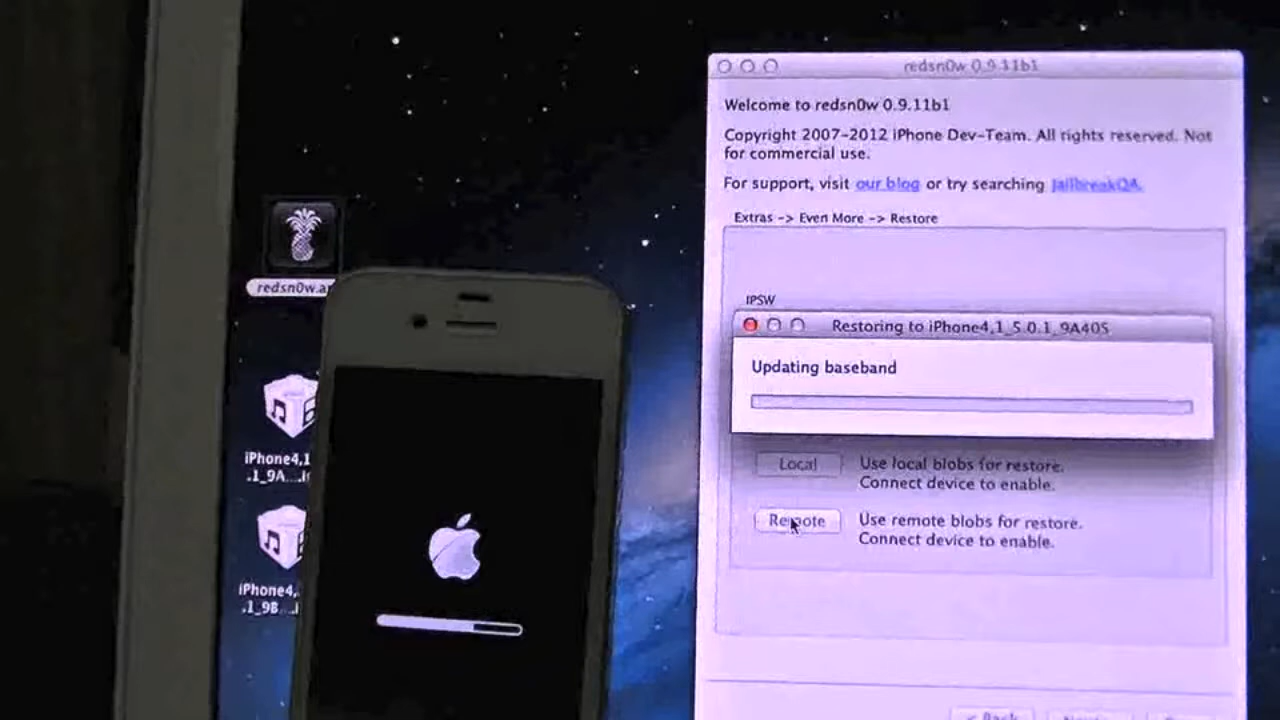 redsn0w 0.9.11b1
Welcome to redsn0w 0.9.11b1
Copyright 2007-2012 iPhone Dev-Team. All rights reserved. Not
for commercial use.
For support, visit our blog or try searching JailbreakQA.
Extras -> Even More -> Restore
redsn0w.ap
IPSW
Restoring to iPhone4,1_5.0.1_9A405
Updating baseband
iPhone4,1
.1_9A...
Local
Use local blobs for restore.
Connect device to enable.
Remote
Use remote blobs for restore.
Connect device to enable.
iPhone4,
.1_9B...
< Back